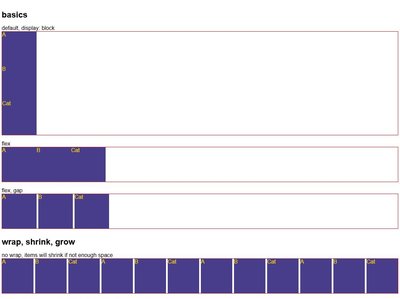 basics
default, display: block
A
B
Cat
flex
A B Cat
flex, gap
A B Cat
wrap, shrink, grow
no wrap, items will shrink if not enough space
A B Cat A B Cat A B Cat A B Cat